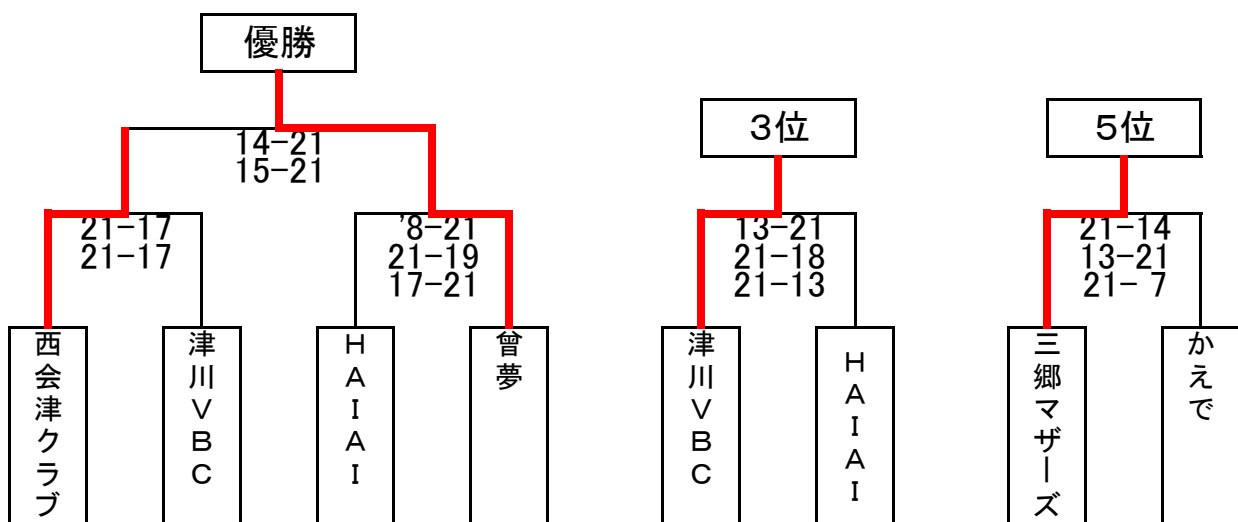 優勝
14-21
15-21
21-17
21-17
'8-21
21-19
17-21
西会津クラブ
津川VBC
HAIAI
曾夢
3位
13-21
21-18
21-13
津川VBC
HAIAI
5位
21-14
13-21
21- 7
三郷マザーズ
かえで